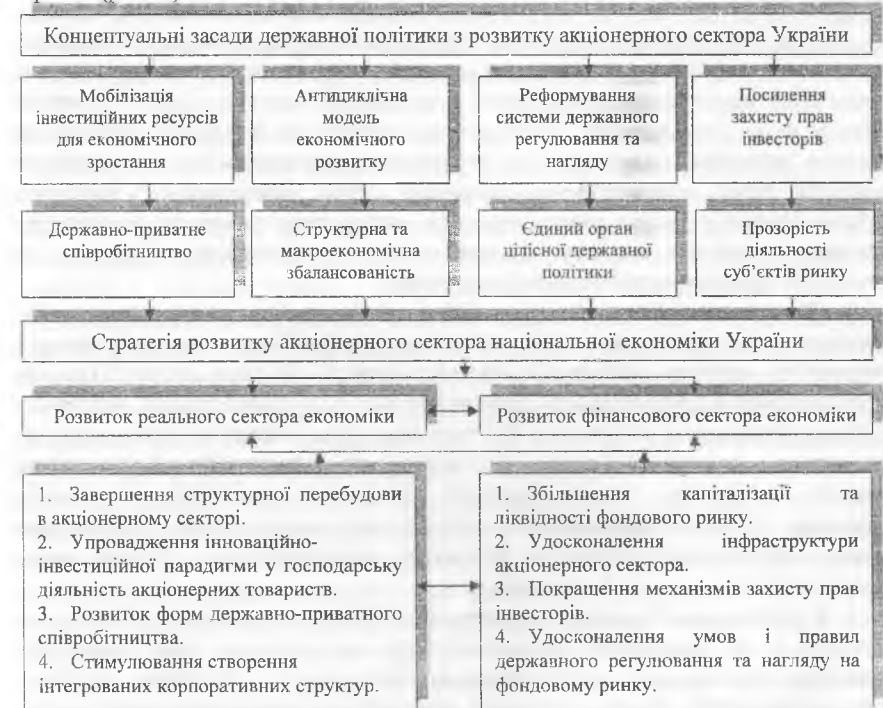 Концептуальні засади державної політики з розвитку акціонерного сектора України
Мобілізація
інвестиційних ресурсів
для економічного
зростання
Антициклічна
модель
економічного
розвитку
Реформування
системи державного
регулювання та
нагляду
Посилення
захисту прав
інвесторів
Державно-приватне
співробітництво
Структурна та
макроекономічна
збалансованість
Єдиний орган
цілісної державної
політики
Прозорість
діяльності
суб’єктів ринку
Стратегія розвитку акціонерного сектора національної економіки України
Розвиток реального сектора економіки
Розвиток фінансового сектора економіки
1. Завершення структурної перебудови
в акціонерному секторі.
2. Упровадження інноваційно-
інвестиційної парадигми у господарську
діяльність акціонерних товариств.
3. Розвиток форм державно-приватного
співробітництва.
4. Стимулювання створення
інтегрованих корпоративних структур.
1. Збільшення капіталізації та
ліквідності фондового ринку.
2. Удосконалення інфраструктури
акціонерного сектора.
3. Покращення механізмів захисту прав
інвесторів.
4. Удосконалення умов і правил
державного регулювання та нагляду на
фондовому ринку.